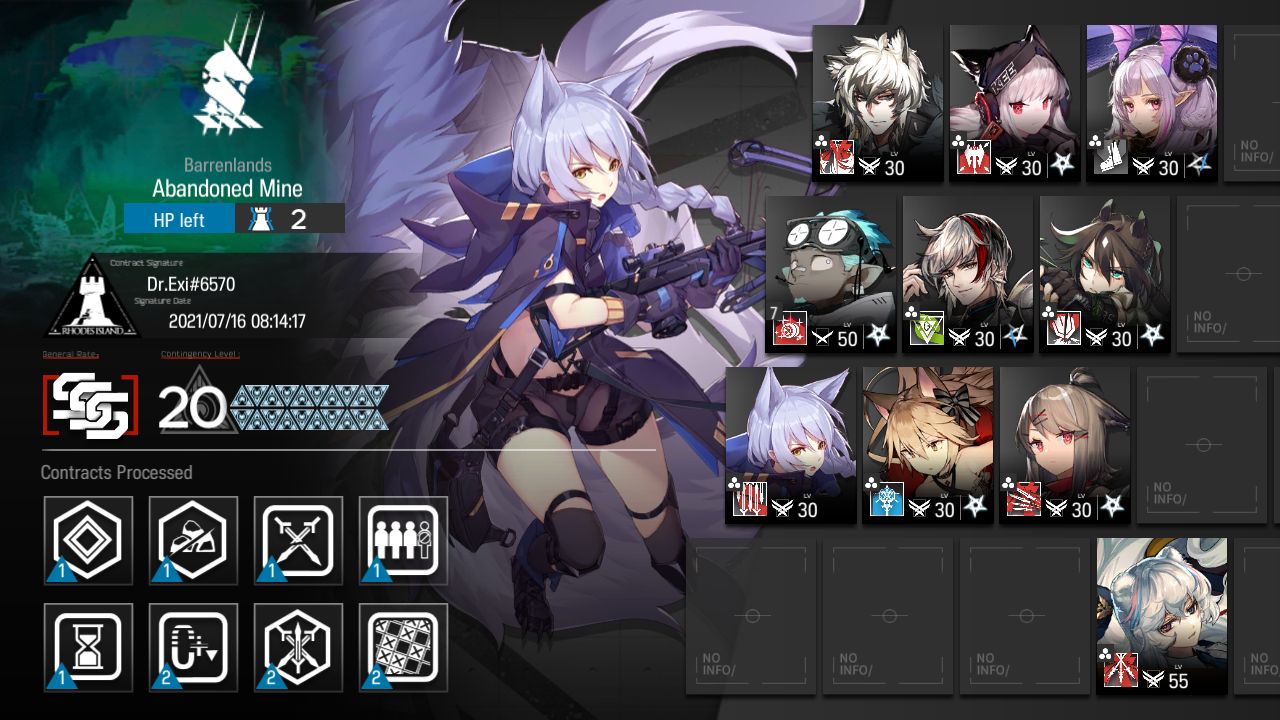 Barrenlands
Abandoned Mine
HP left
2
Contract Signature
Dr.Exi#6570
Signature Date
2021/07/16 08:14:17
RHODES ISLAND
General Rate:
Contingency Level:
SSS
20
Contracts Processed
1
1
1
1
1
2
2
2
LV
30
LV
30
LV
30
NO
INFO/
7
LV
50
LV
30
LV
30
NO
INFO/
LV
30
LV
30
LV
30
NO
INFO/
NO
INFO/
NO
INFO/
NO
INFO/
LV
55
NO
INFO